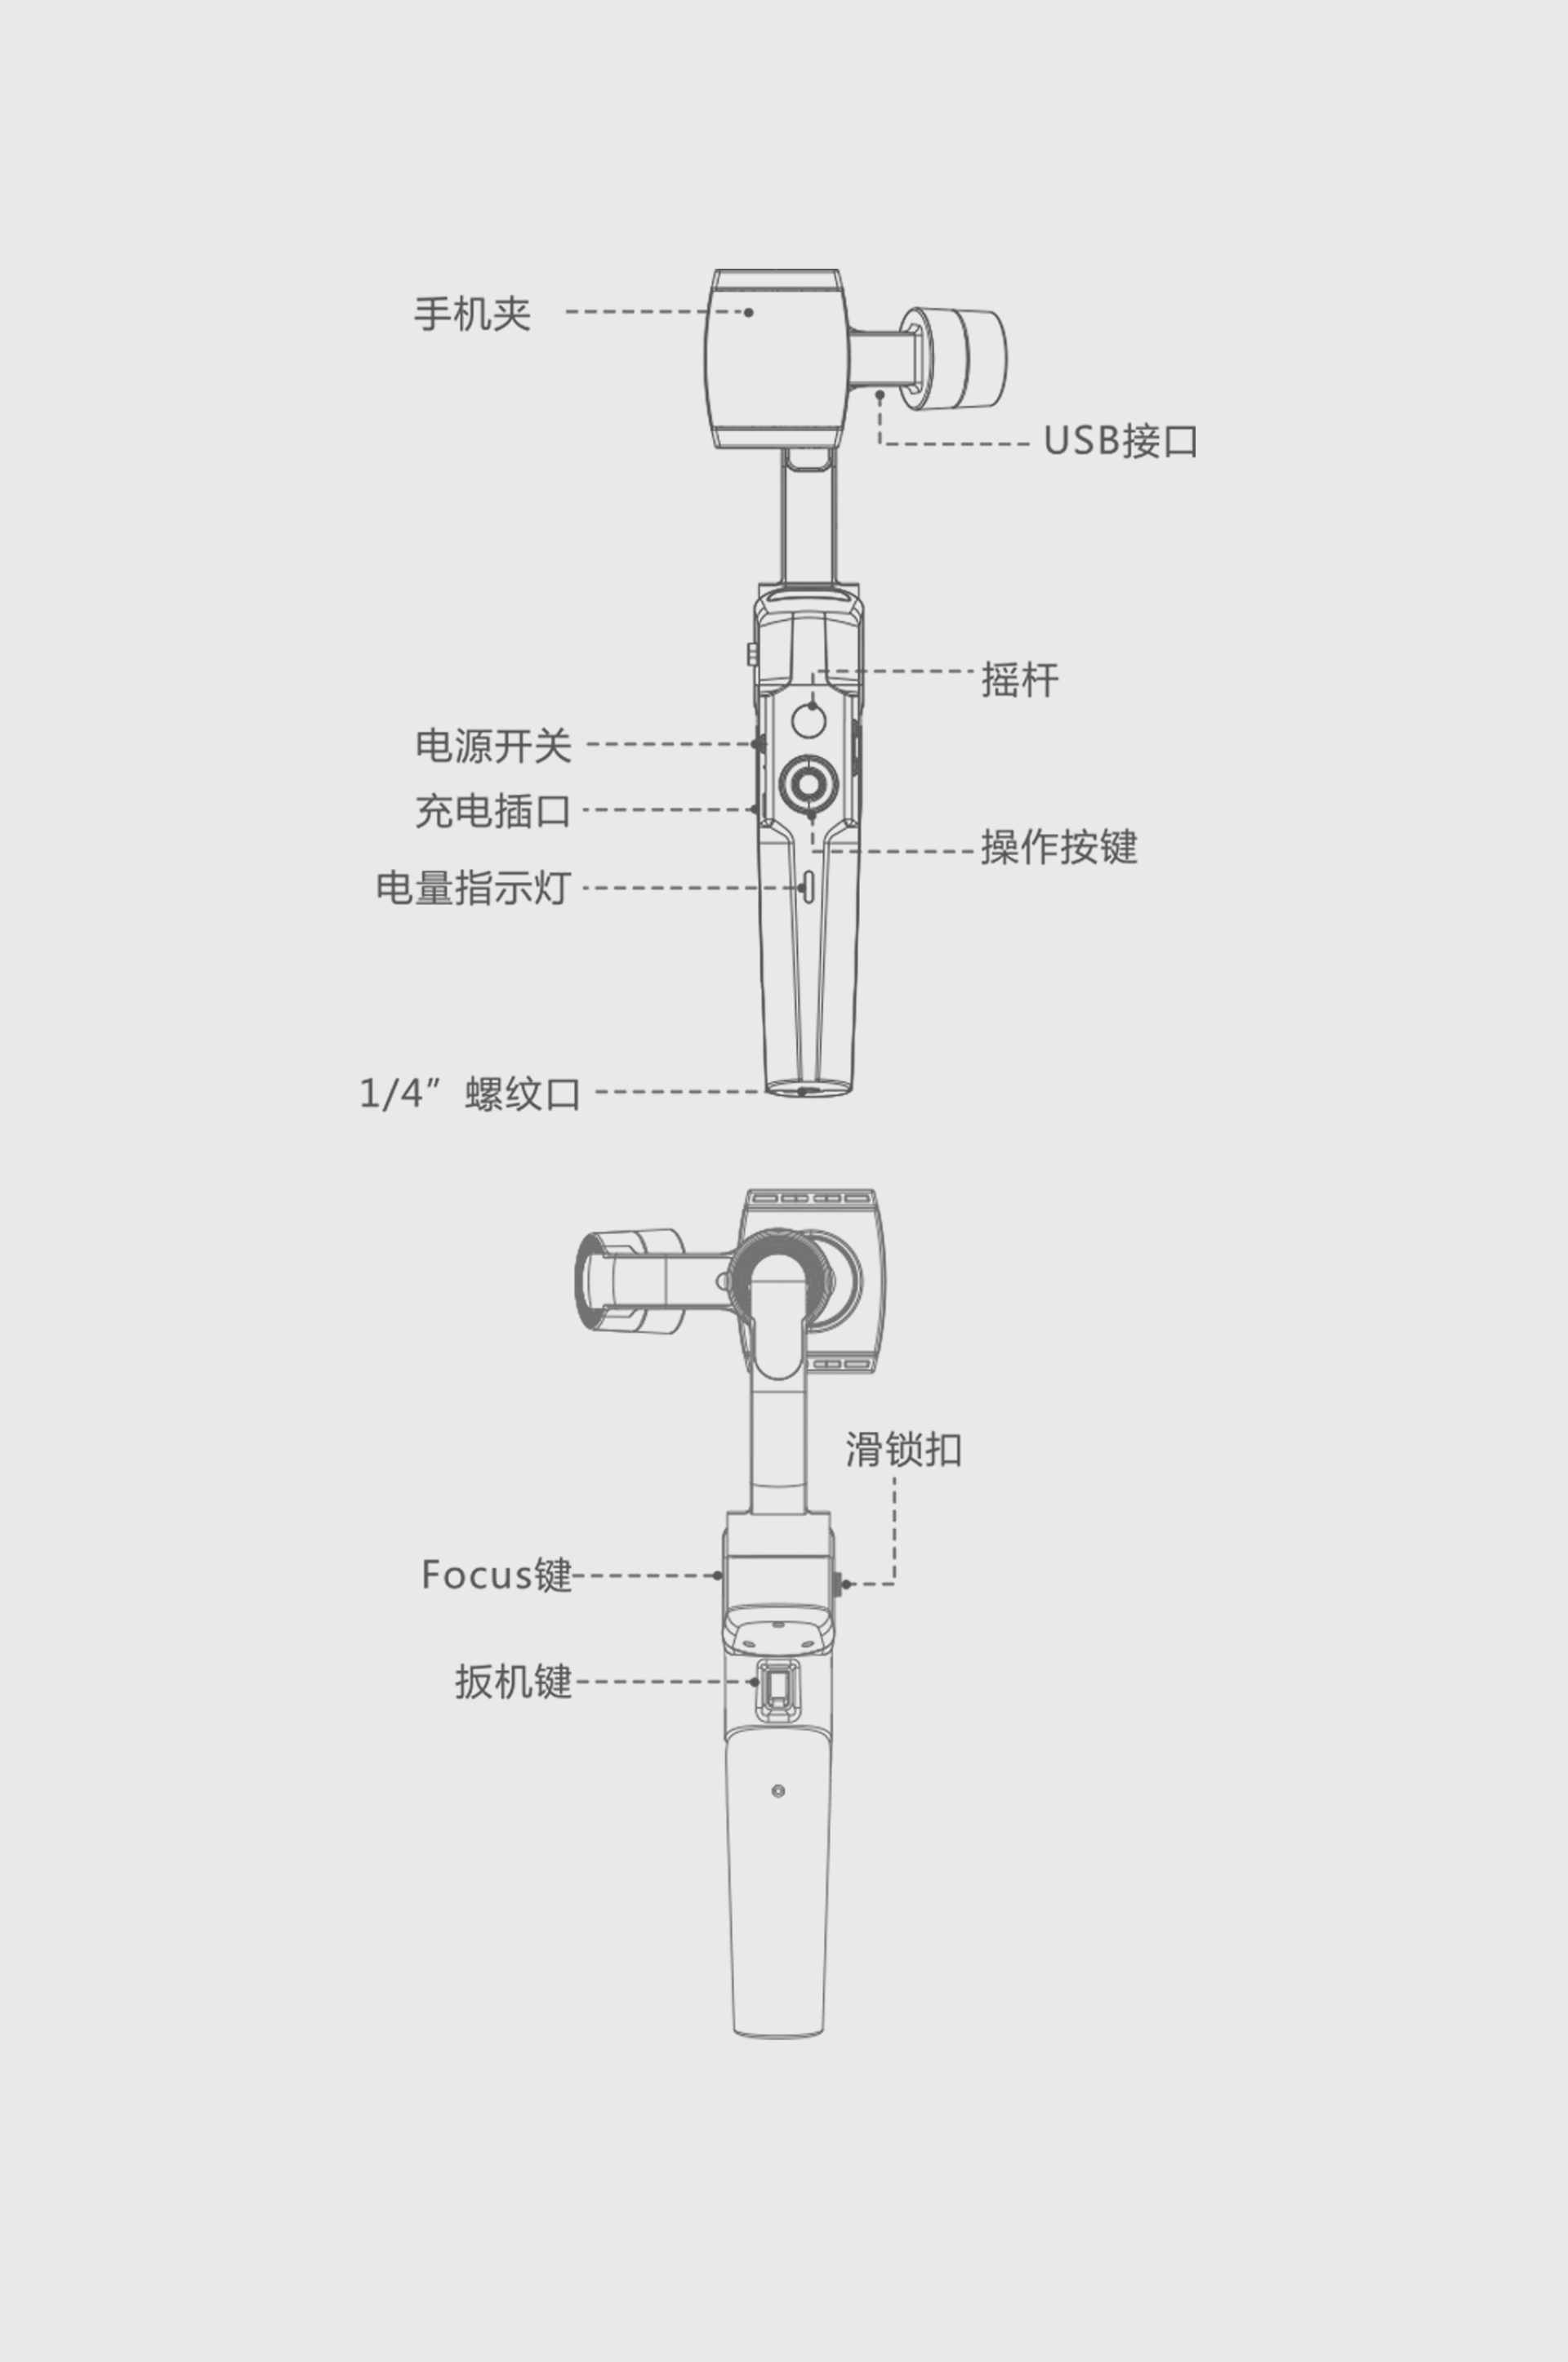 手机夹
USB接口
摇杆
电源开关
充电插口
操作按键
电量指示灯
1/4″ 螺纹口
滑锁扣
Focus键
扳机键